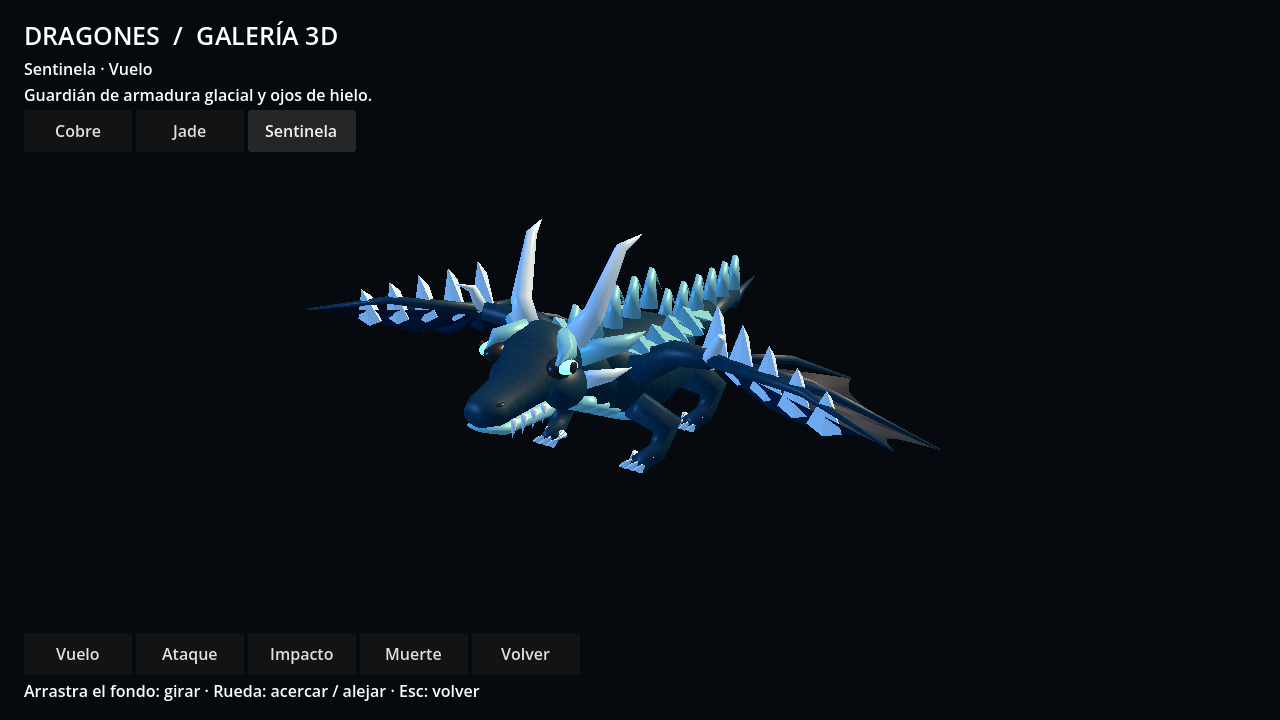 DRAGONES / GALERÍA 3D
Sentinela · Vuelo
Guardián de armadura glacial y ojos de hielo.
Cobre Jade Sentinela
Vuelo Ataque Impacto Muerte Volver
Arrastra el fondo: girar · Rueda: acercar / alejar · Esc: volver